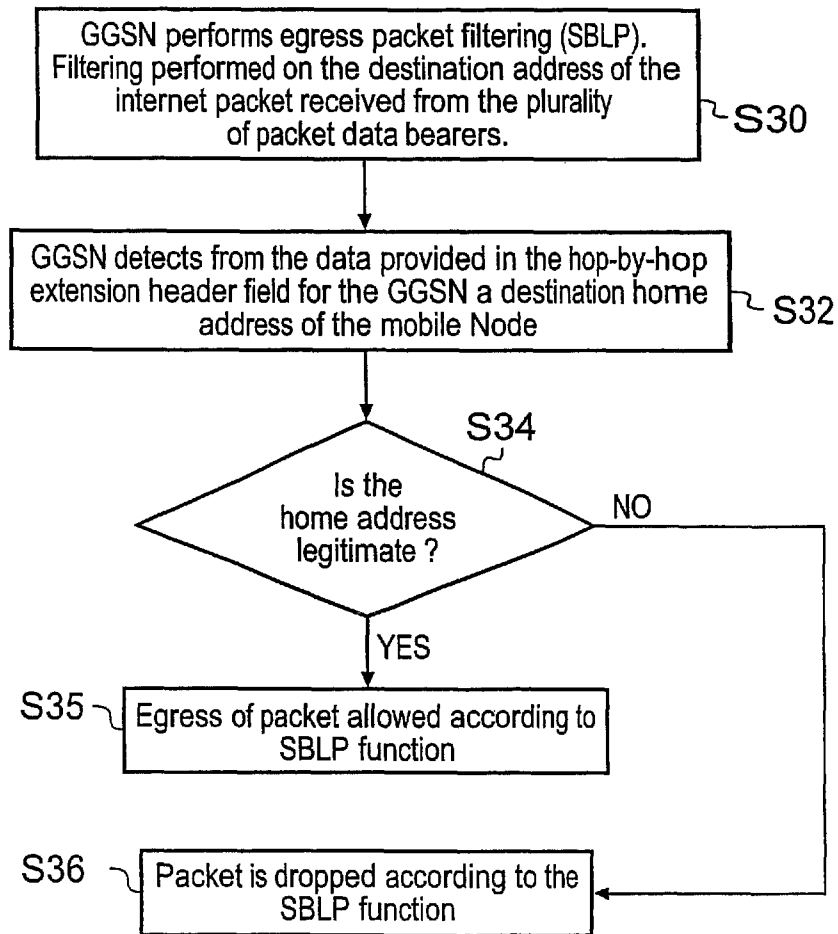 GGSN performs egress packet filtering (SBLP).
Filtering performed on the destination address of the
internet packet received from the plurality
of packet data bearers.
S30
GGSN detects from the data provided in the hop-by-hop
extension header field for the GGSN a destination home
address of the mobile Node
S32
S34
Is the
home address
legitimate ?
NO
YES
S35
Egress of packet allowed according to
SBLP function
S36
Packet is dropped according to the
SBLP function